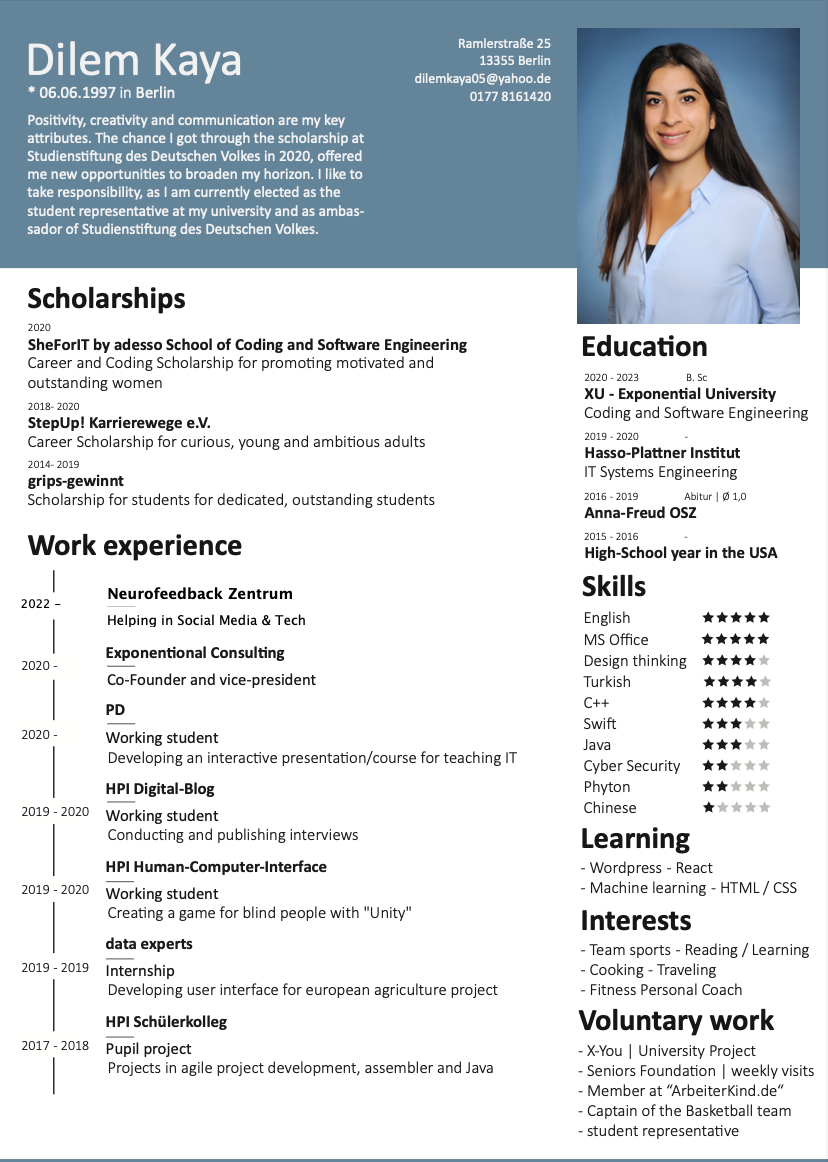 Dilem Kaya
* 06.06.1997 in Berlin
Positivity, creativity and communication are my key
attributes. The chance I got through the scholarship at
Studienstiftung des Deutschen Volkes in 2020, offered
me new opportunities to broaden my horizon. I like to
take responsibility, as I am currently elected as the
student representative at my university and as ambas-
sador of Studienstiftung des Deutschen Volkes.
Ramlerstraße 25
13355 Berlin
dilemkaya05@yahoo.de
0177 8161420
Scholarships
2020
SheForIT by adesso School of Coding and Software Engineering
Career and Coding Scholarship for promoting motivated and
outstanding women
2018- 2020
StepUp! Karrierewege e.V.
Career Scholarship for curious, young and ambitious adults
2014- 2019
grips-gewinnt
Scholarship for students for dedicated, outstanding students
Work experience
2022 –
Neurofeedback Zentrum
Helping in Social Media & Tech
2020 -
Exponentional Consulting
Co-Founder and vice-president
2020 -
PD
Working student
Developing an interactive presentation/course for teaching IT
2019 - 2020
HPI Digital-Blog
Working student
Conducting and publishing interviews
2019 - 2020
HPI Human-Computer-Interface
Working student
Creating a game for blind people with "Unity"
2019 - 2019
data experts
Internship
Developing user interface for european agriculture project
2017 - 2018
HPI Schülerkolleg
Pupil project
Projects in agile project development, assembler and Java
Education
2020 - 2023 B. Sc
XU - Exponential University
Coding and Software Engineering
2019 - 2020 -
Hasso-Plattner Institut
IT Systems Engineering
2016 - 2019 Abitur | Ø 1,0
Anna-Freud OSZ
2015 - 2016 -
High-School year in the USA
Skills
English ★★★★★
MS Office ★★★★★
Design thinking ★★★★★
Turkish ★★★★★
C++ ★★★★★
Swift ★★★★★
Java ★★★★★
Cyber Security ★★★★★
Phyton ★★★★★
Chinese ★★★★★
Learning
- Wordpress - React
- Machine learning - HTML / CSS
Interests
- Team sports - Reading / Learning
- Cooking - Traveling
- Fitness Personal Coach
Voluntary work
- X-You | University Project
- Seniors Foundation | weekly visits
- Member at “ArbeiterKind.de“
- Captain of the Basketball team
- student representative